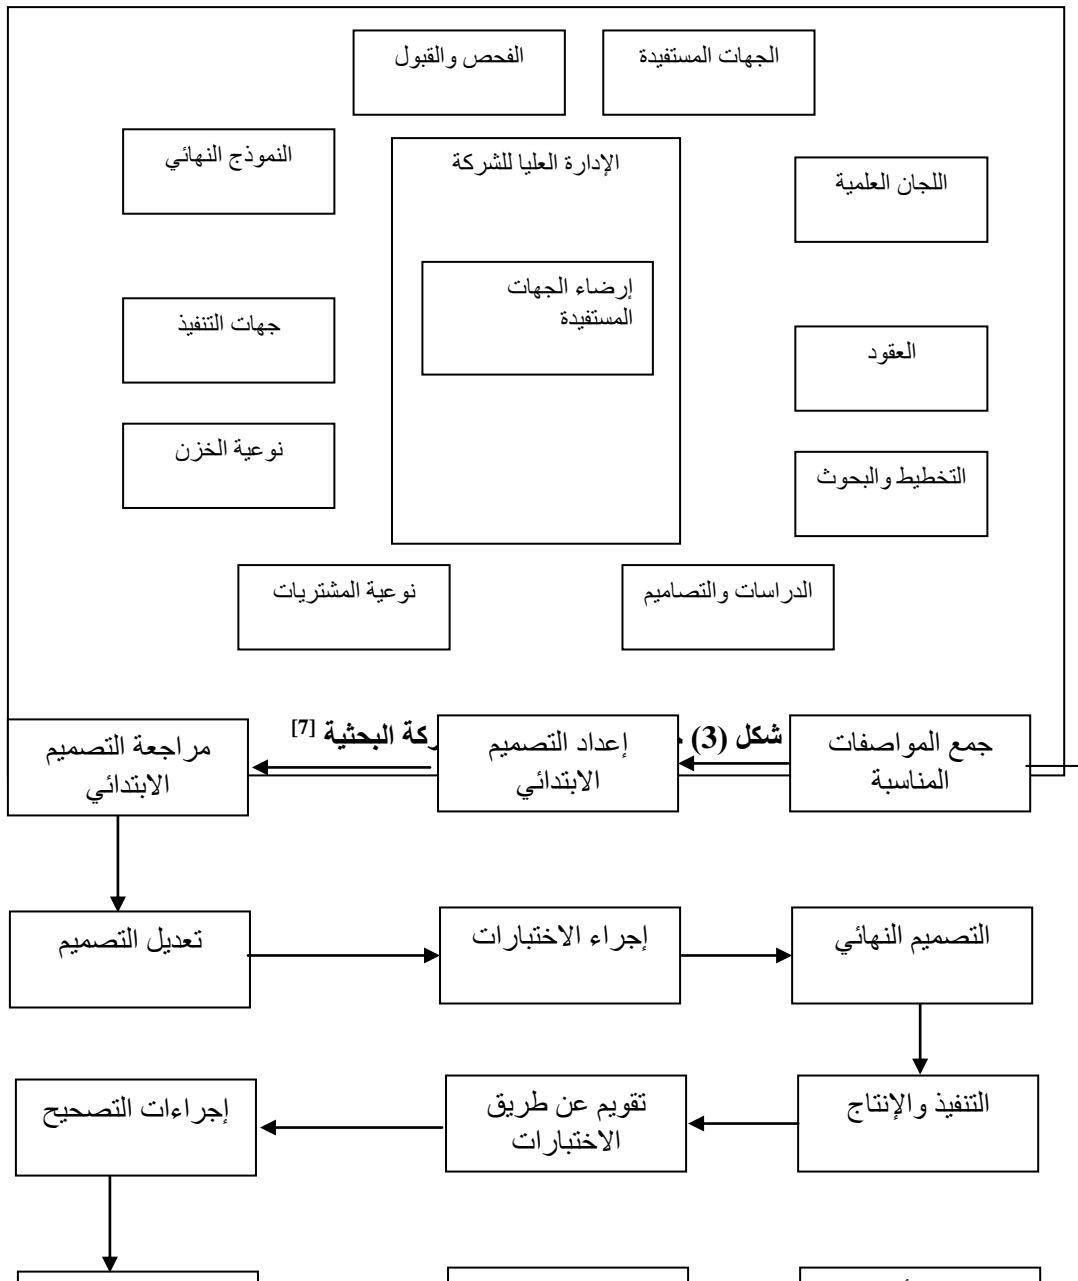 الجهات المستفيدة
الفحص والقبول
النموذج النهائي
الإدارة العليا للشركة
اللجان العلمية
إرضاء الجهات
المستفيدة
جهات التنفيذ
العقود
نوعية الخزن
التخطيط والبحوث
الدراسات والتصاميم
نوعية المشتريات
شكل (3)
ركة البحثية [7]
جمع المواصفات
المناسبة
إعداد التصميم
الابتدائي
مراجعة التصميم
الابتدائي
تعديل التصميم
إجراء الاختبارات
التصميم النهائي
التنفيذ والإنتاج
تقويم عن طريق
الاختبارات
إجراءات التصحيح